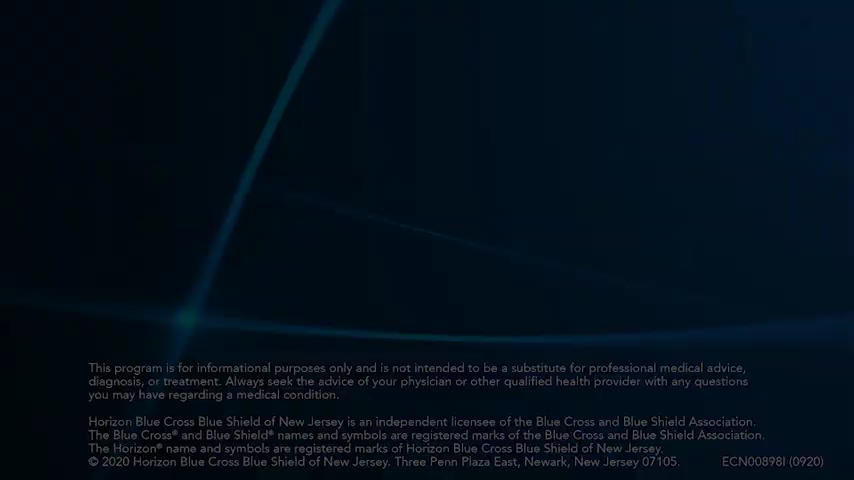 This program is for informational purposes only and is not intended to be a substitute for professional medical advice,
diagnosis, or treatment. Always seek the advice of your physician or other qualified health provider with any questions
you may have regarding a medical condition.
Horizon Blue Cross Blue Shield of New Jersey is an independent licensee of the Blue Cross and Blue Shield Association.
The Blue Cross® and Blue Shield® names and symbols are registered marks of the Blue Cross and Blue Shield Association.
The Horizon® name and symbols are registered marks of Horizon Blue Cross Blue Shield of New Jersey.
© 2020 Horizon Blue Cross Blue Shield of New Jersey. Three Penn Plaza East, Newark, New Jersey 07105. ECN00898I (0920)